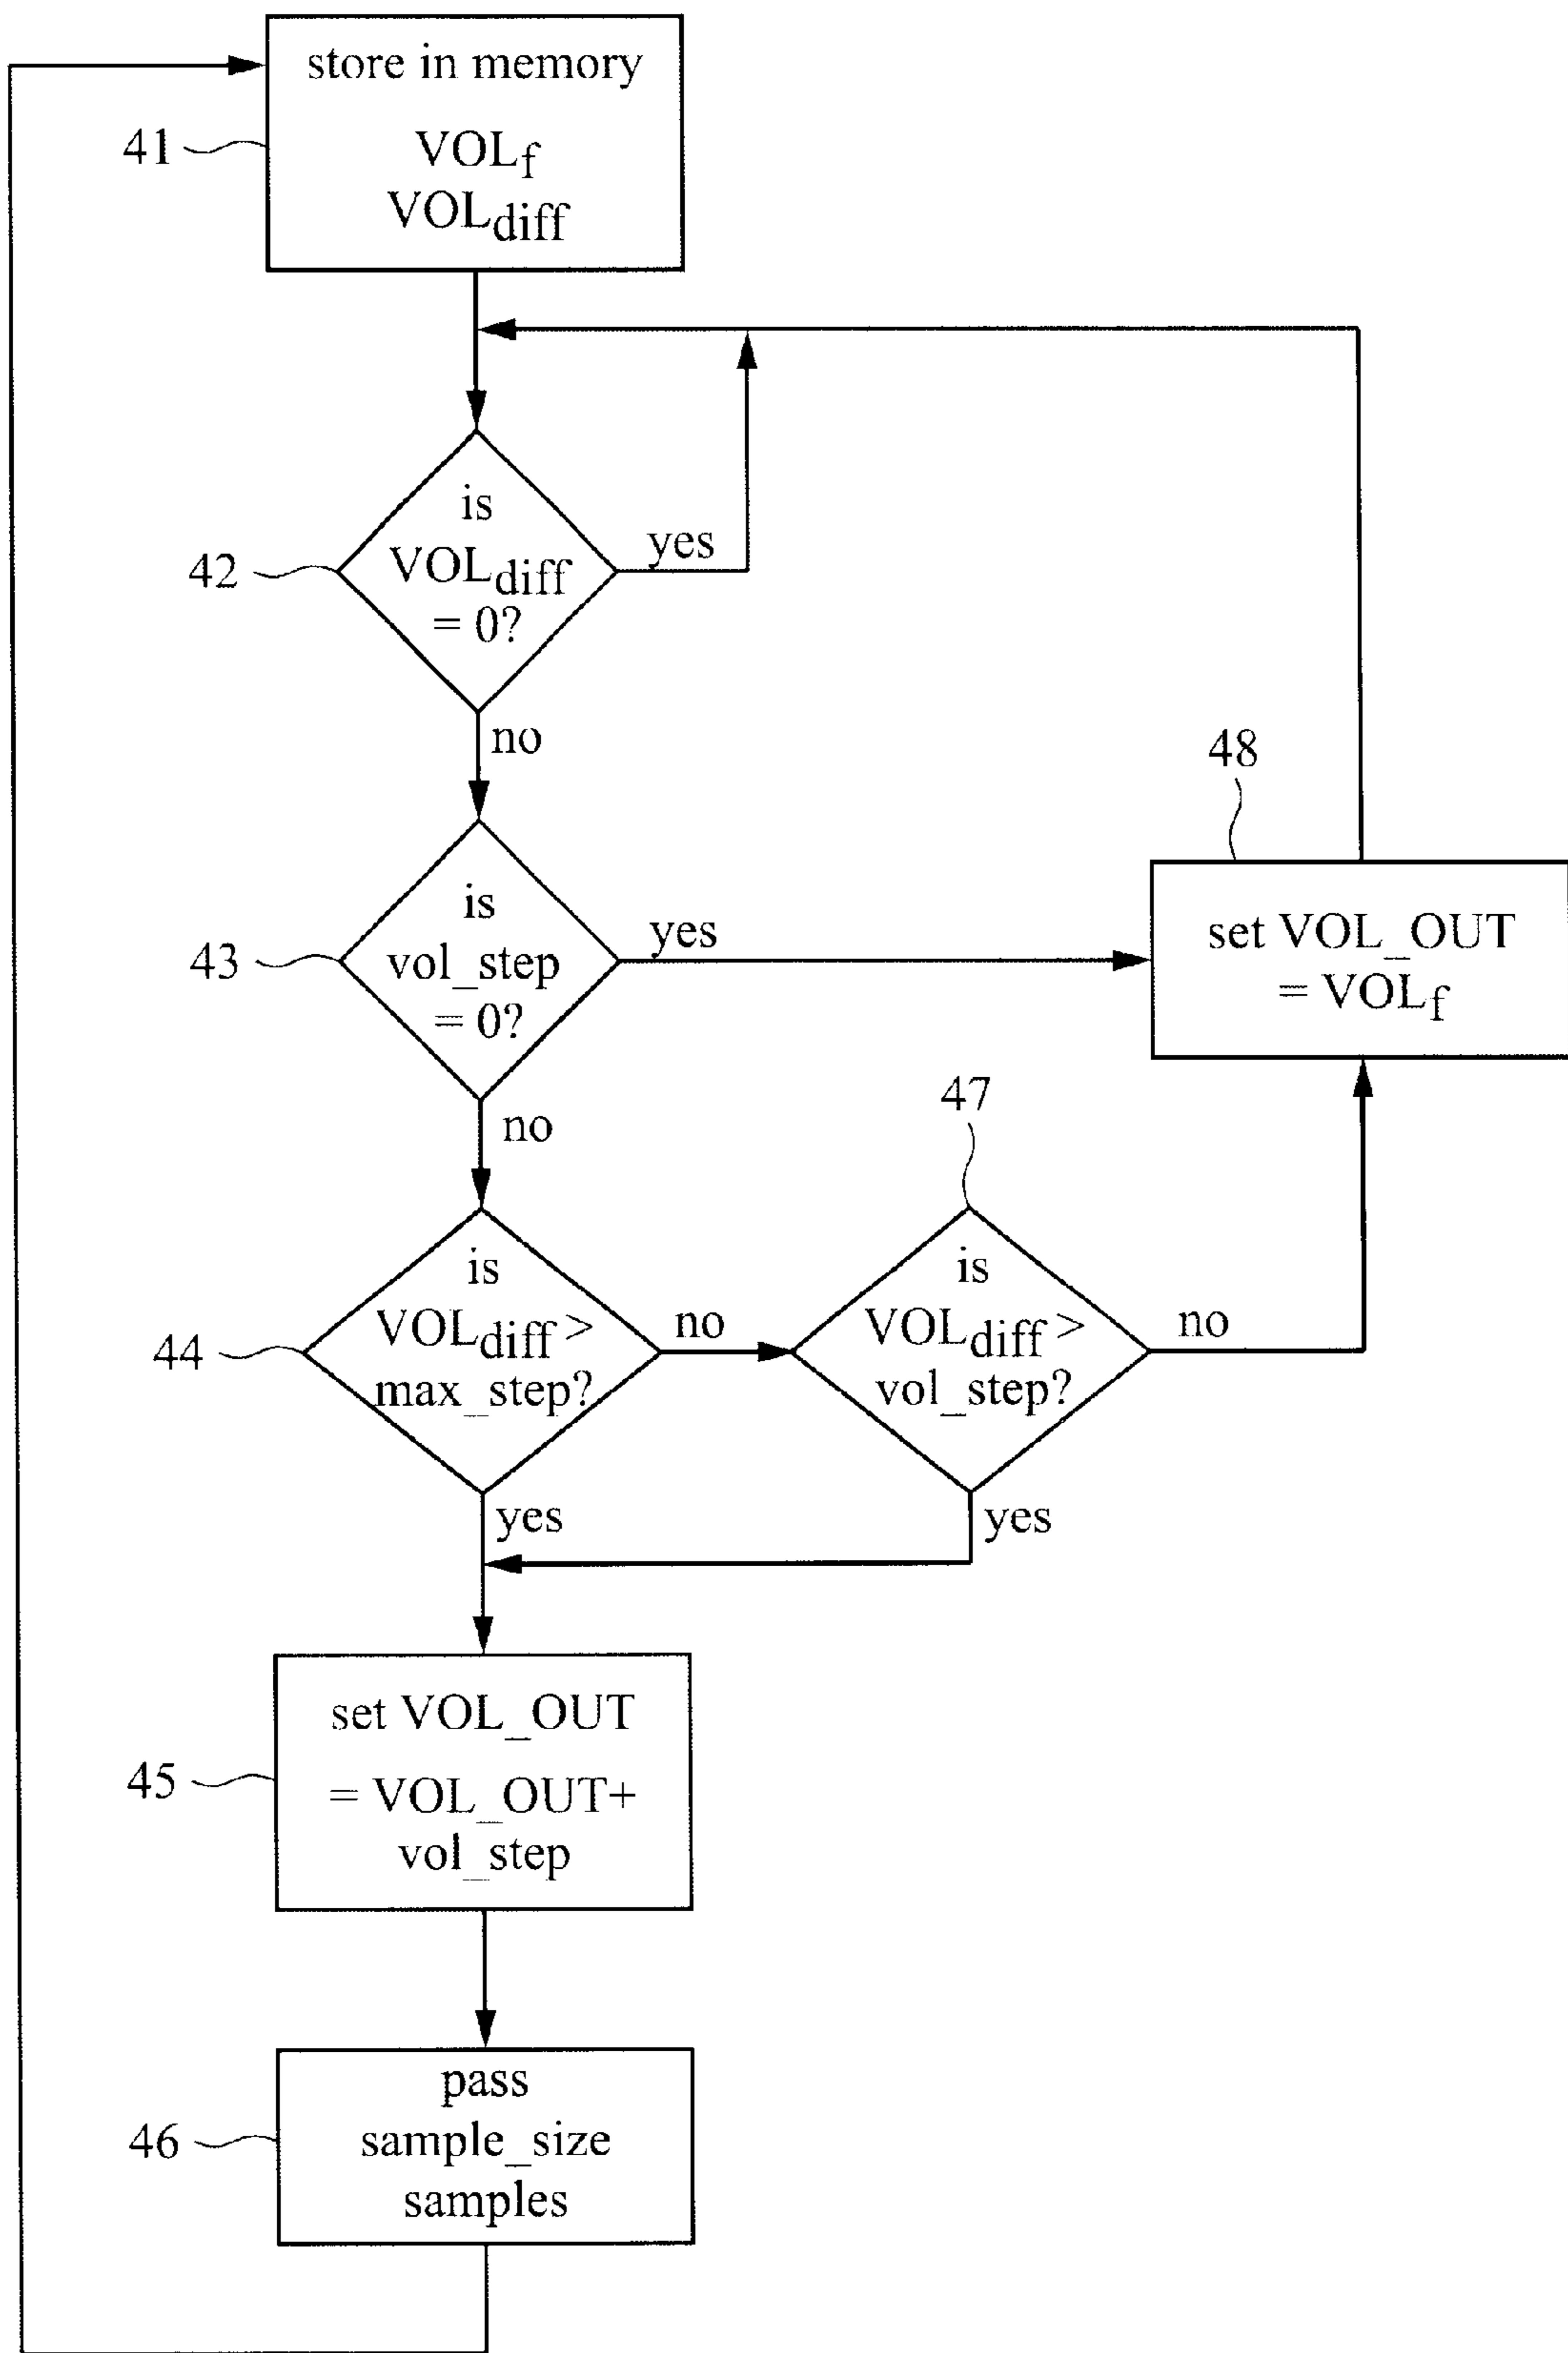 store in memory
41
VOLf
VOLdiff
is
42
VOLdiff
= 0?
yes
no
48
is
43
vol_step
= 0?
yes
set VOL_OUT
= VOLf
no
47
is
44
VOLdiff >
max_step?
no
is
VOLdiff >
vol_step?
no
yes
yes
set VOL_OUT
45
= VOL_OUT+
vol_step
pass
46
sample_size
samples